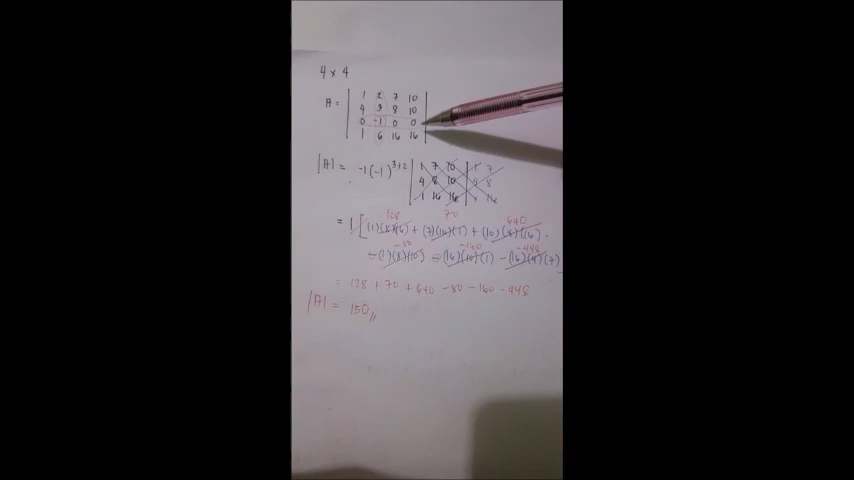 4 × 4
A = | 1 2 7 10 |
| 4 3 8 10 |
| 0 -1 0 0 |
| 1 6 16 16 |
|A| = -1(-1)^{3+2} | 1 7 10 | 1 7
| 4 8 10 | 4 8
| 1 16 16 | 1 16
128 70 640
= 1 [(1)(8)(16) + (7)(10)(1) + (10)(4)(16)
-80 -160 -448
-(1)(8)(10) - (16)(10)(1) - (16)(4)(7)
= 128 + 70 + 640 - 80 - 160 - 448
|A| = 150